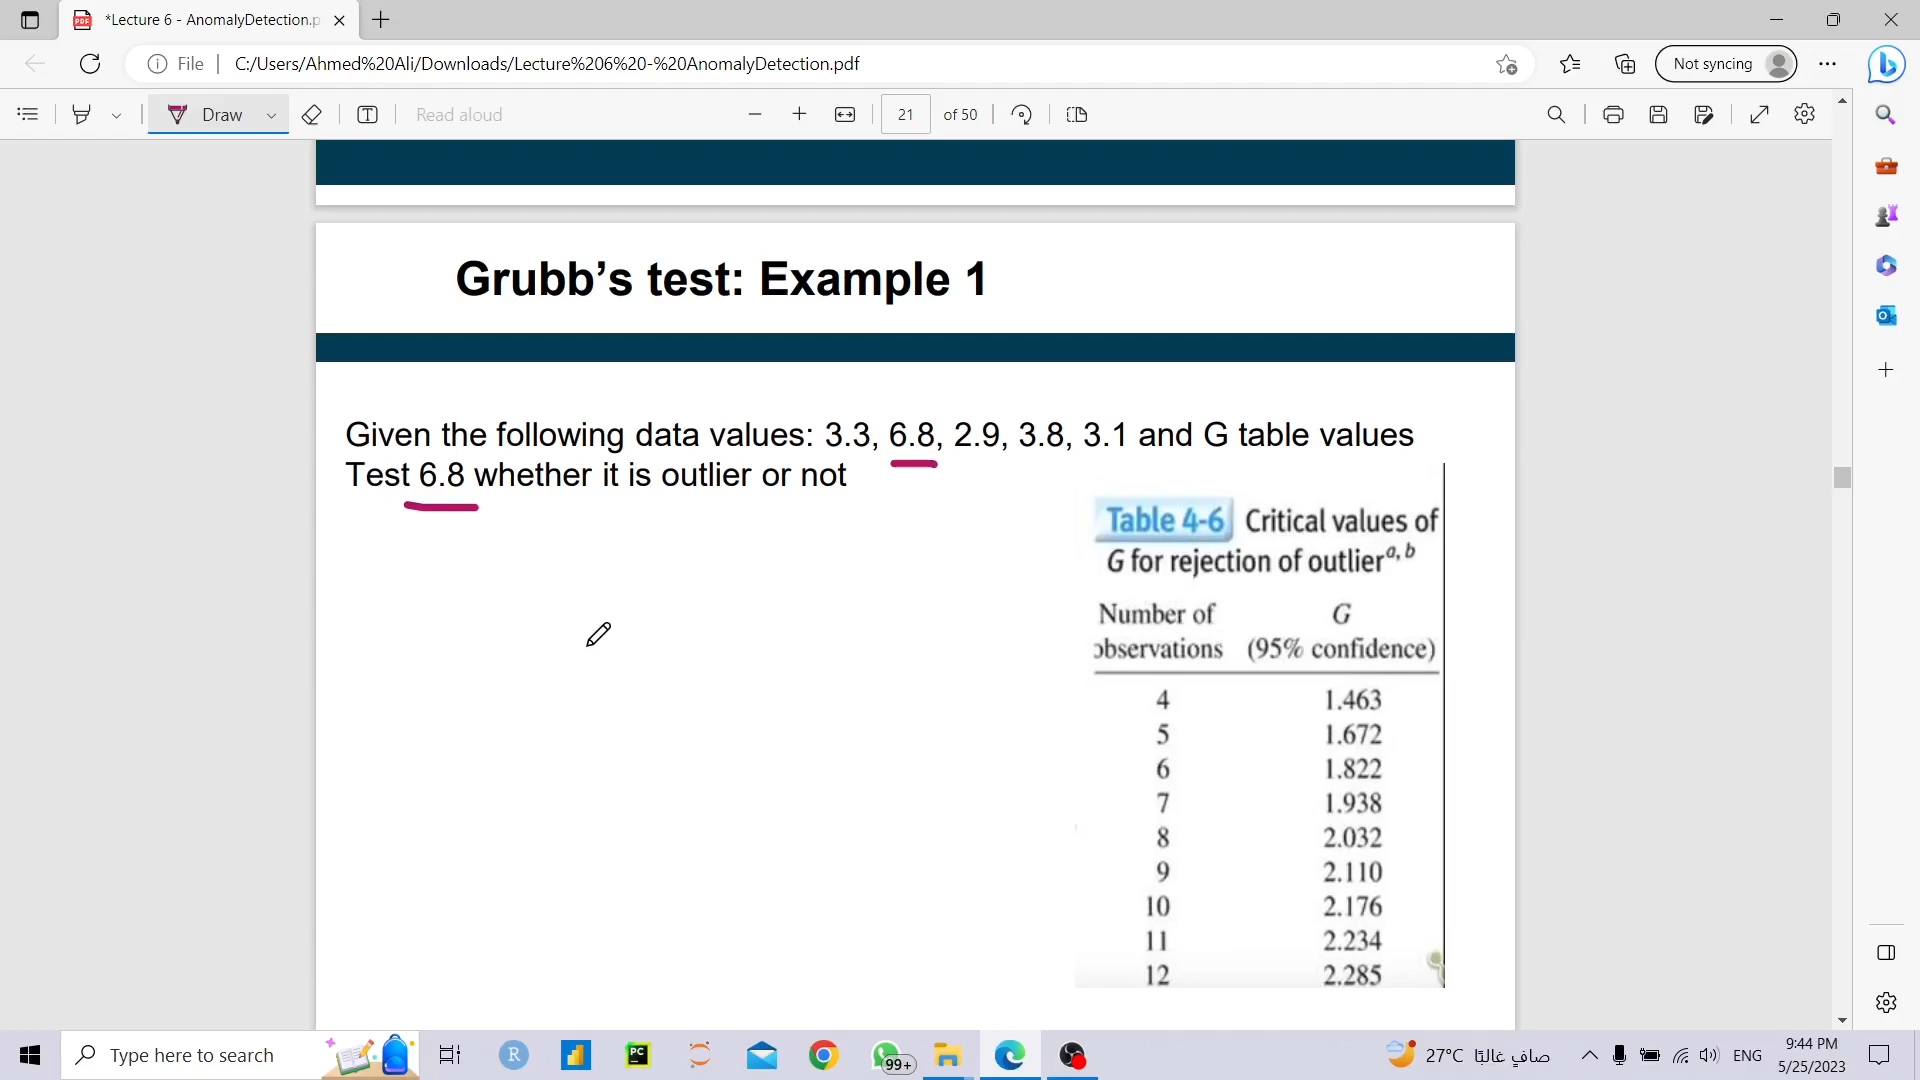 *Lecture 6 - AnomalyDetection.p
File
C:/Users/Ahmed%20Ali/Downloads/Lecture%206%20-%20AnomalyDetection.pdf
Not syncing
Draw
Read aloud
21
of 50
Grubb’s test: Example 1
Given the following data values: 3.3, 6.8, 2.9, 3.8, 3.1 and G table values
Test 6.8 whether it is outlier or not
Table 4-6 Critical values of
G for rejection of outlier a, b
Number of G
observations (95% confidence)
4 1.463
5 1.672
6 1.822
7 1.938
8 2.032
9 2.110
10 2.176
11 2.234
12 2.285
Type here to search
R
PC
99+
27°C صافٍ غالبًا
ENG
9:44 PM
5/25/2023